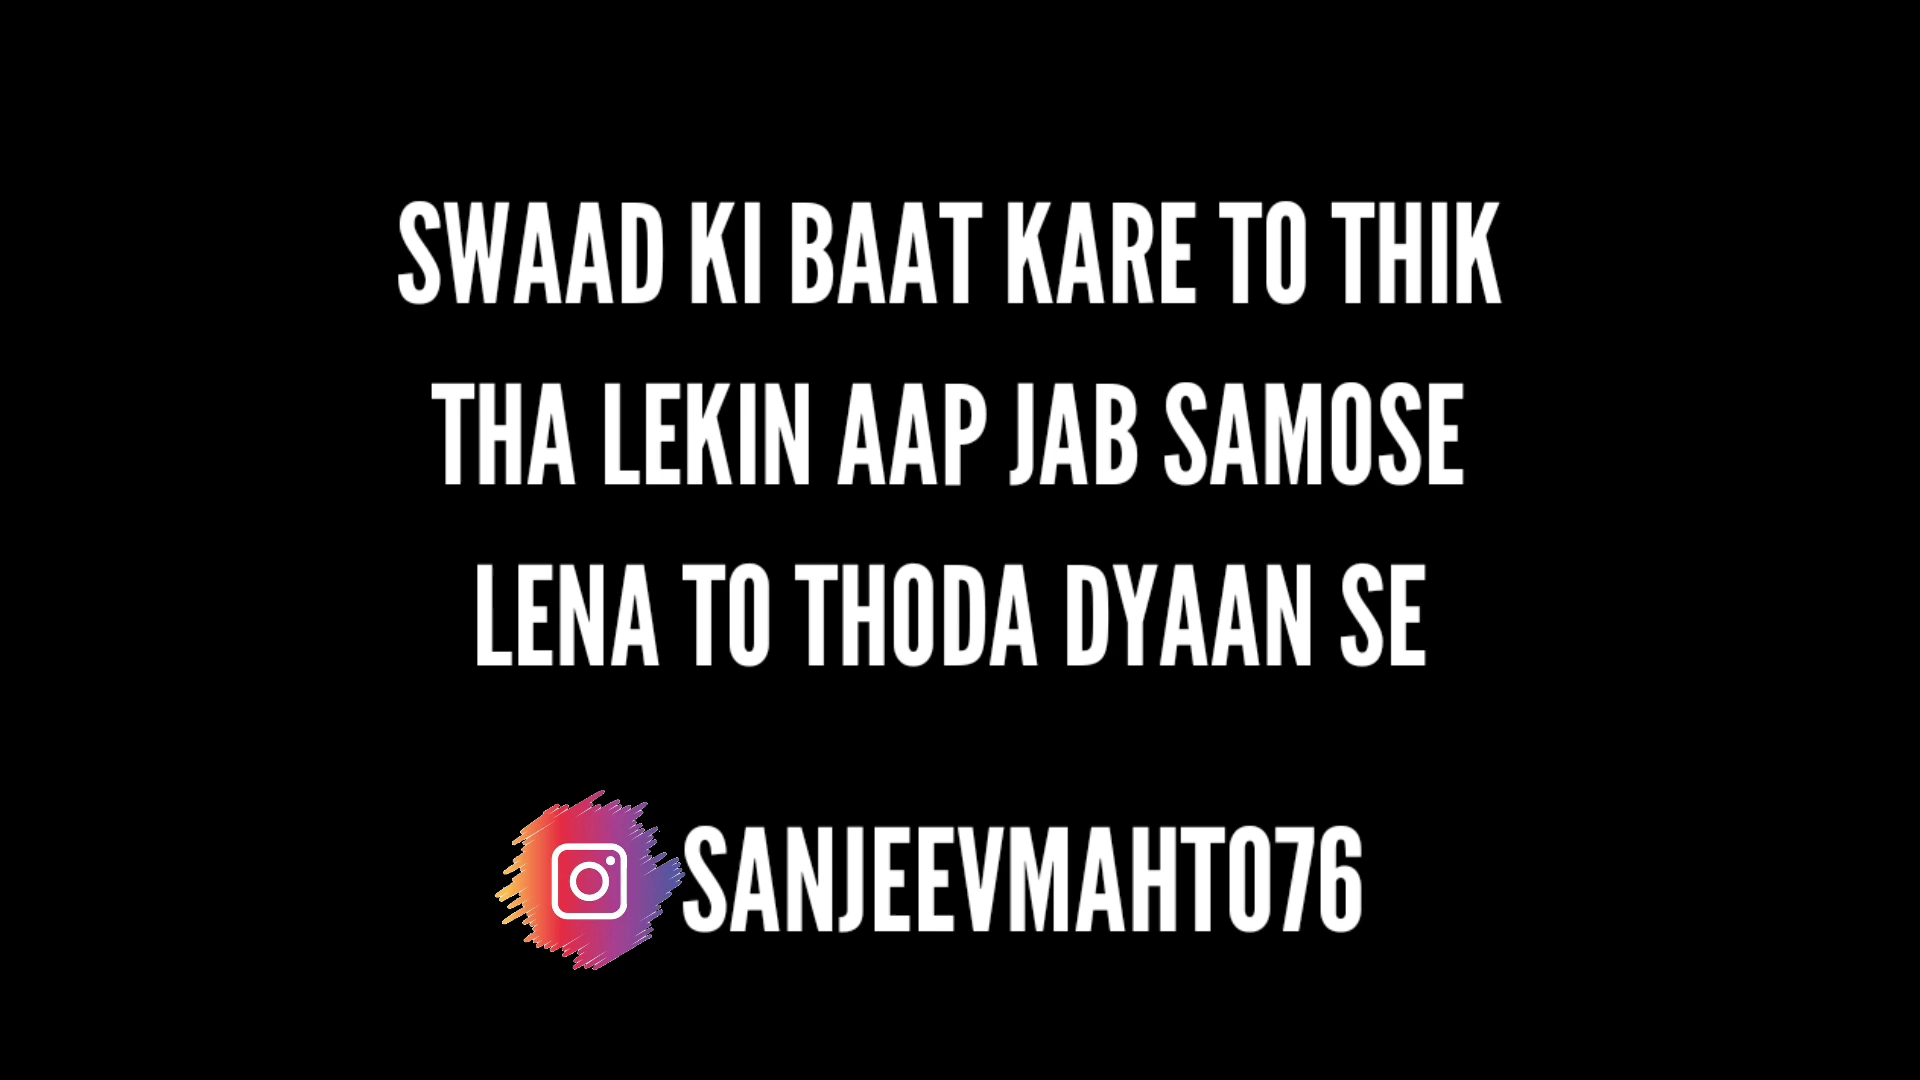 SWAAD KI BAAT KARE TO THIK
THA LEKIN AAP JAB SAMOSE
LENA TO THODA DYAAN SE
SANJEEVMAHTO76